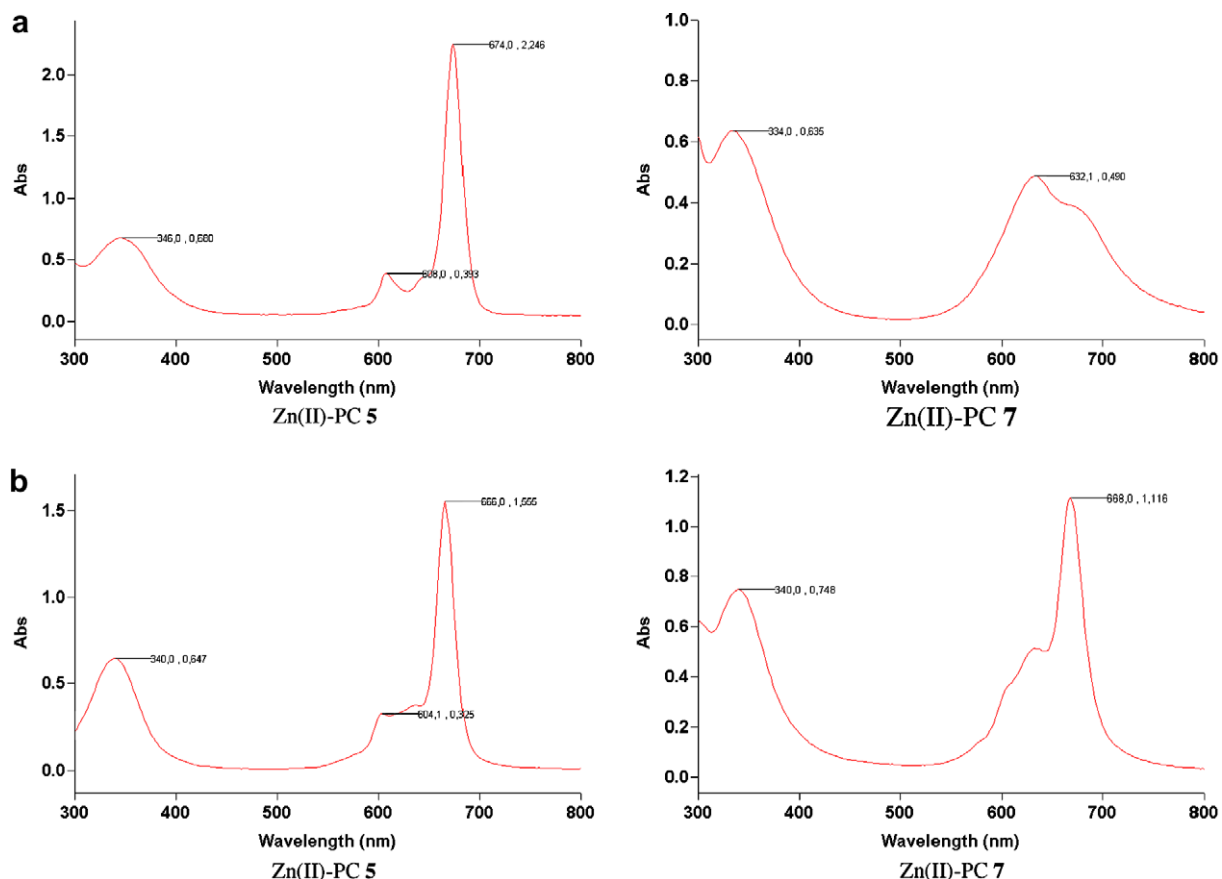 a
Abs
2.0
1.5
1.0
0.5
0.0
674,0 , 2,246
346,0 , 0,680
608,0 , 0,393
300 400 500 600 700 800
Wavelength (nm)
Zn(II)-PC 5
Abs
1.0
0.8
0.6
0.4
0.2
0.0
334,0 , 0,635
632,1 , 0,490
300 400 500 600 700 800
Wavelength (nm)
Zn(II)-PC 7
b
Abs
1.5
1.0
0.5
0.0
666,0 , 1,555
340,0 , 0,647
604,1 , 0,325
300 400 500 600 700 800
Wavelength (nm)
Zn(II)-PC 5
Abs
1.2
1.0
0.8
0.6
0.4
0.2
0.0
668,0 , 1,116
340,0 , 0,748
300 400 500 600 700 800
Wavelength (nm)
Zn(II)-PC 7